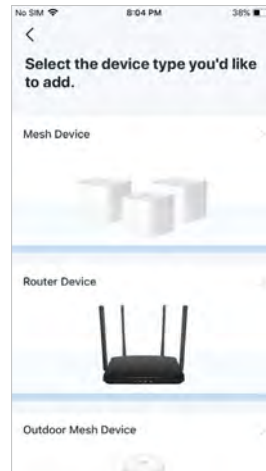 No SIM 8:04 PM 38%
Select the device type you'd like
to add.
Mesh Device
Router Device
Outdoor Mesh Device